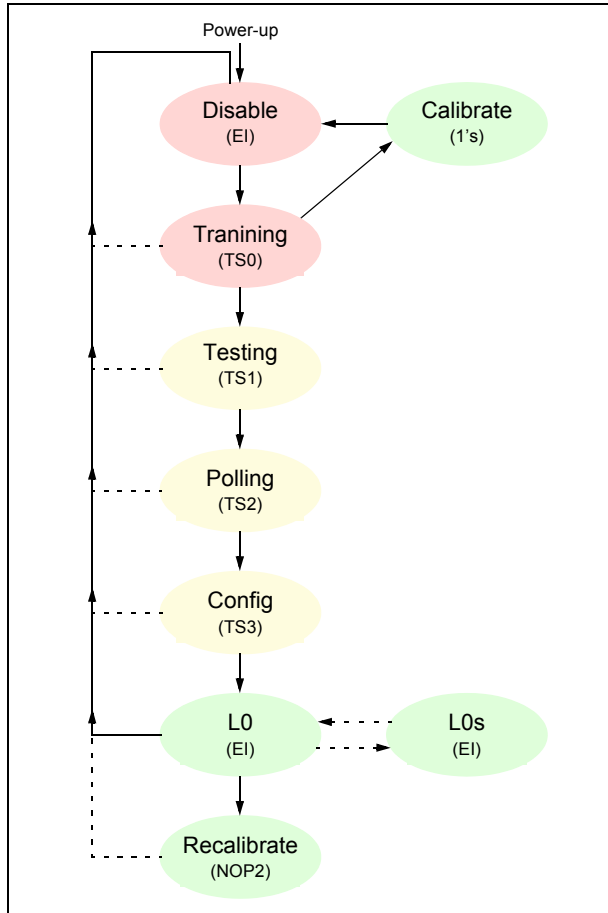 Power-up
Disable
(EI)
Calibrate
(1's)
Tranining
(TS0)
Testing
(TS1)
Polling
(TS2)
Config
(TS3)
L0
(EI)
L0s
(EI)
Recalibrate
(NOP2)